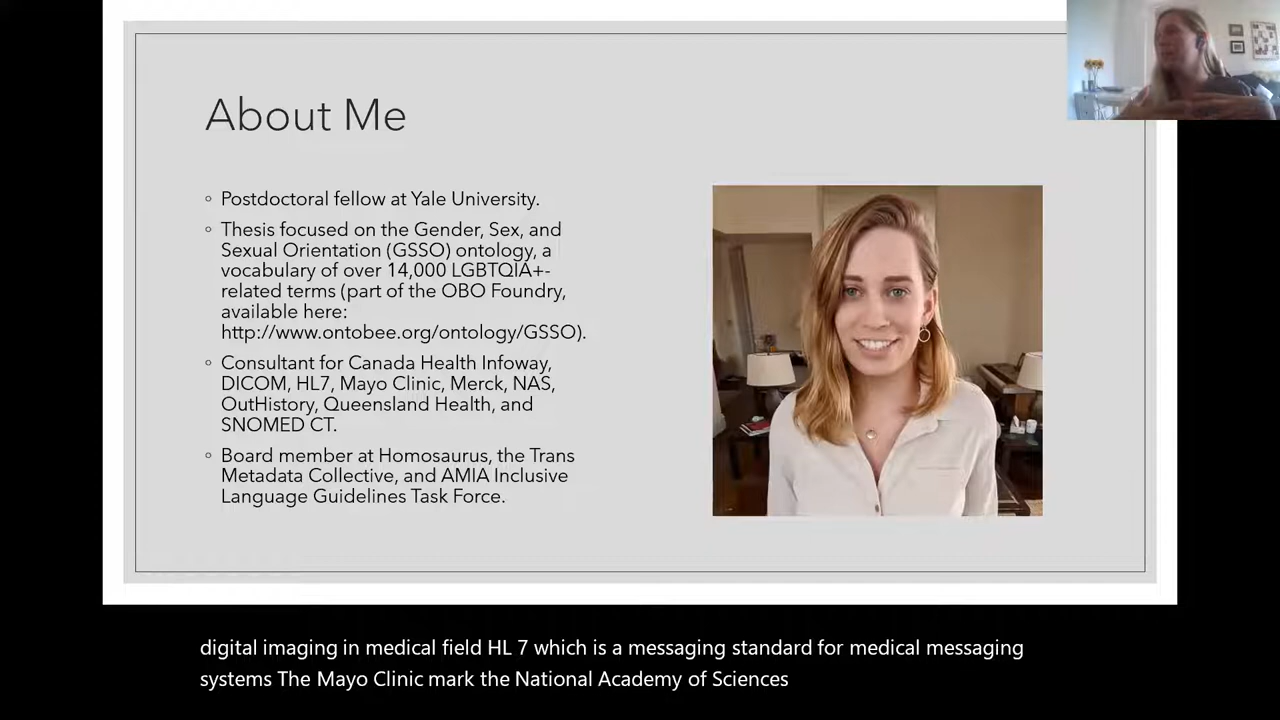 About Me
◦ Postdoctoral fellow at Yale University.
◦ Thesis focused on the Gender, Sex, and
Sexual Orientation (GSSO) ontology, a
vocabulary of over 14,000 LGBTQIA+-
related terms (part of the OBO Foundry,
available here:
http://www.ontobee.org/ontology/GSSO).
◦ Consultant for Canada Health Infoway,
DICOM, HL7, Mayo Clinic, Merck, NAS,
OutHistory, Queensland Health, and
SNOMED CT.
◦ Board member at Homosaurus, the Trans
Metadata Collective, and AMIA Inclusive
Language Guidelines Task Force.
digital imaging in medical field HL 7 which is a messaging standard for medical messaging
systems The Mayo Clinic mark the National Academy of Sciences